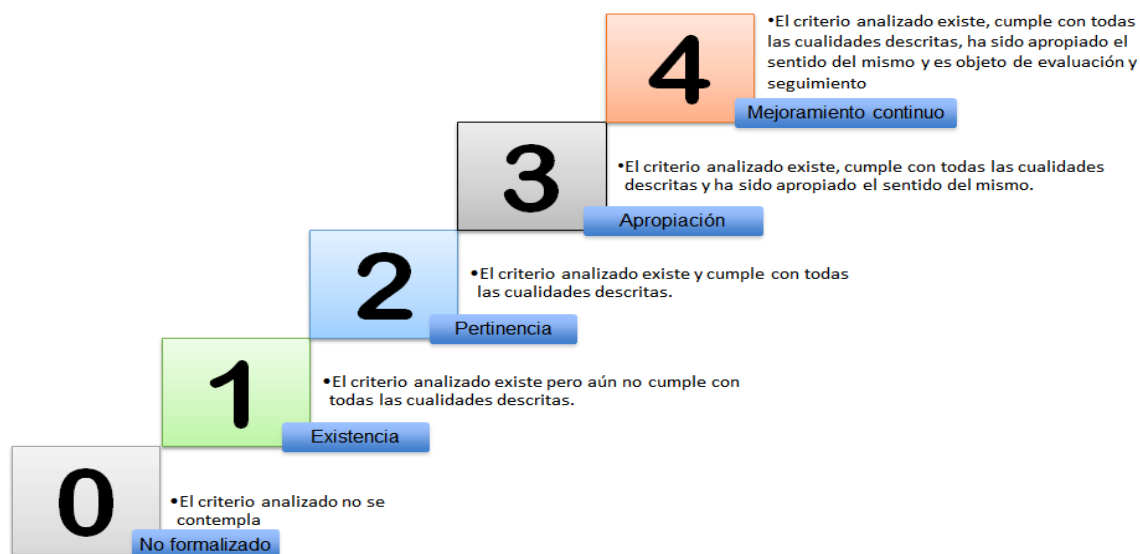 4
•El criterio analizado existe, cumple con todas
las cualidades descritas, ha sido apropiado el
sentido del mismo y es objeto de evaluación y
seguimiento
Mejoramiento continuo
3
•El criterio analizado existe, cumple con todas las cualidades
descritas y ha sido apropiado el sentido del mismo.
Apropiación
2
•El criterio analizado existe y cumple con todas
las cualidades descritas.
Pertinencia
1
•El criterio analizado existe pero aún no cumple con
todas las cualidades descritas.
Existencia
0
•El criterio analizado no se
contempla
No formalizado